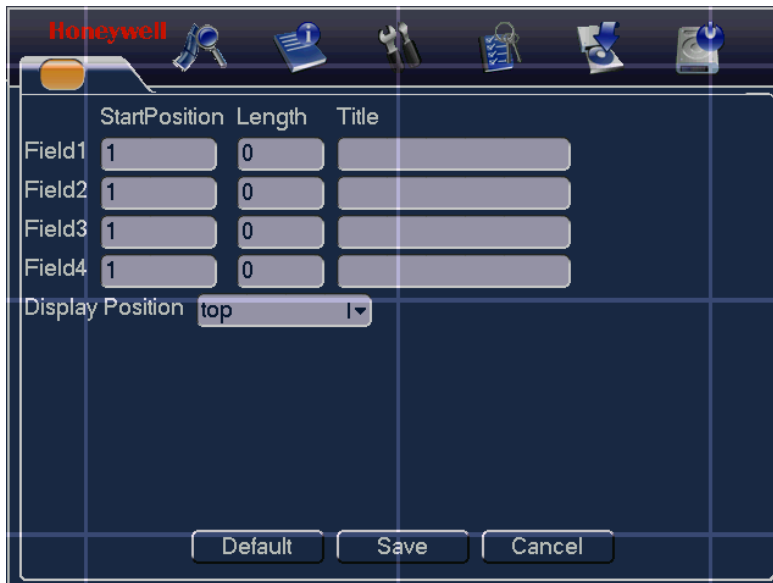 Honeywell
StartPosition Length Title
Field1 1 0
Field2 1 0
Field3 1 0
Field4 1 0
Display Position top
Default Save Cancel